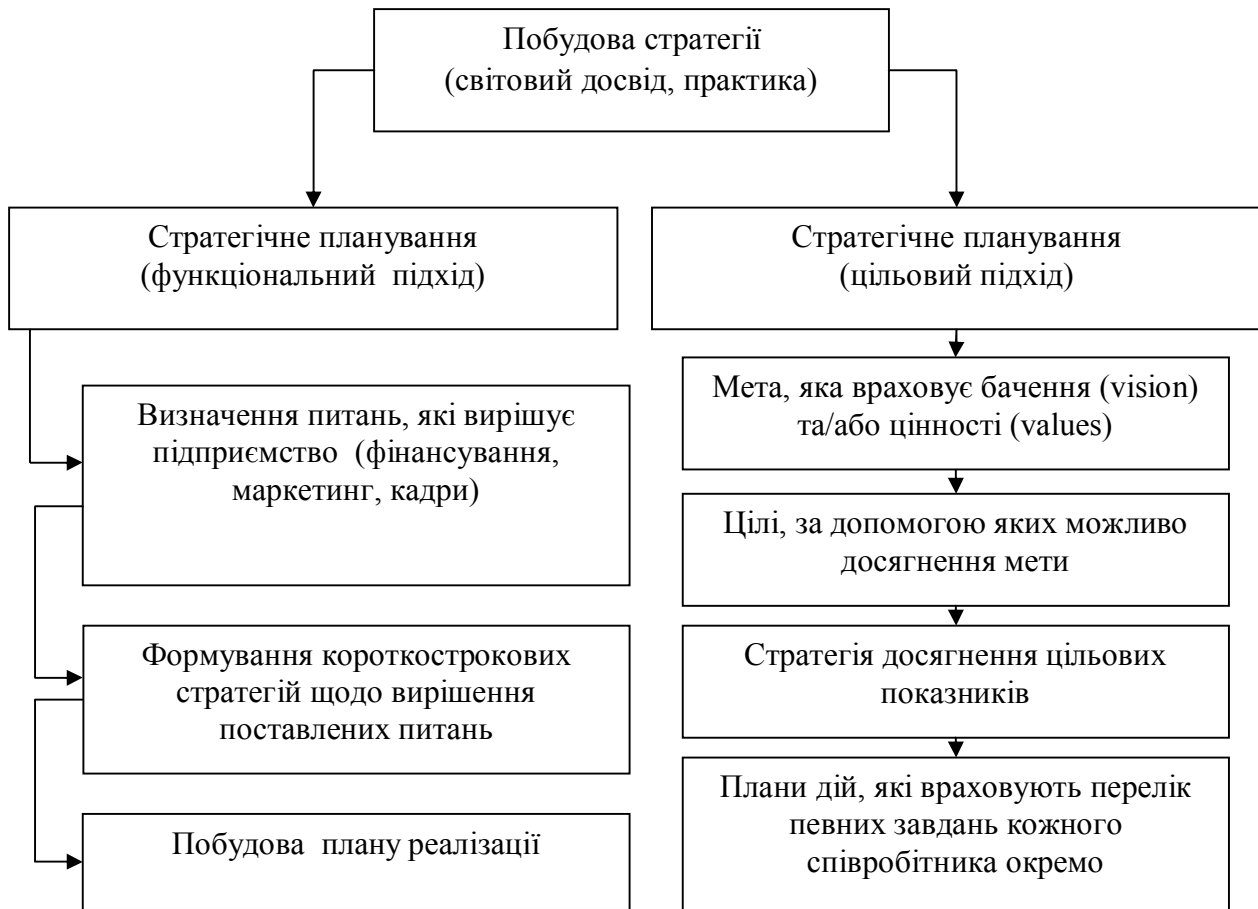 Побудова стратегії
(світовий досвід, практика)
Стратегічне планування
(функціональний підхід)
Визначення питань, які вирішує
підприємство (фінансування,
маркетинг, кадри)
Формування короткострокових
стратегій щодо вирішення
поставлених питань
Побудова плану реалізації
Стратегічне планування
(цільовий підхід)
Мета, яка враховує бачення (vision)
та/або цінності (values)
Цілі, за допомогою яких можливо
досягнення мети
Стратегія досягнення цільових
показників
Плани дій, які враховують перелік
певних завдань кожного
співробітника окремо